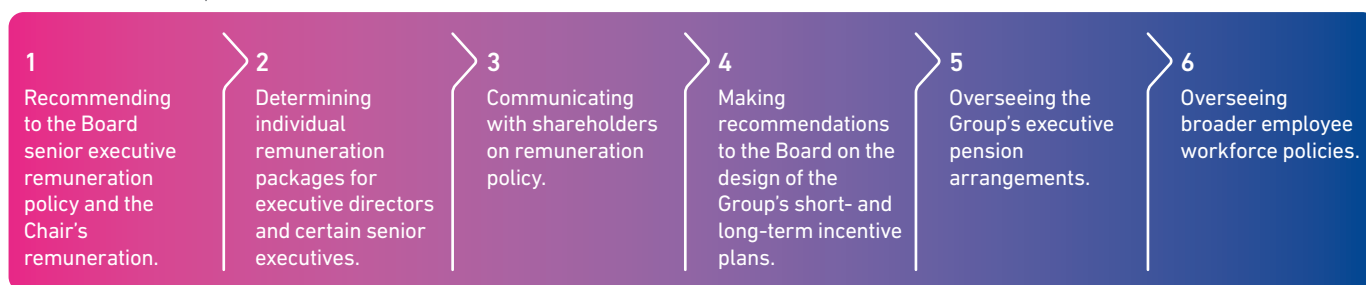 1
Recommending
to the Board
senior executive
remuneration
policy and the
Chair's
remuneration.
2
Determining
individual
remuneration
packages for
executive directors
and certain senior
executives.
3
Communicating
with shareholders
on remuneration
policy.
4
Making
recommendations
to the Board on the
design of the
Group's short- and
long-term incentive
plans.
5
Overseeing the
Group's executive
pension
arrangements.
6
Overseeing
broader employee
workforce policies.